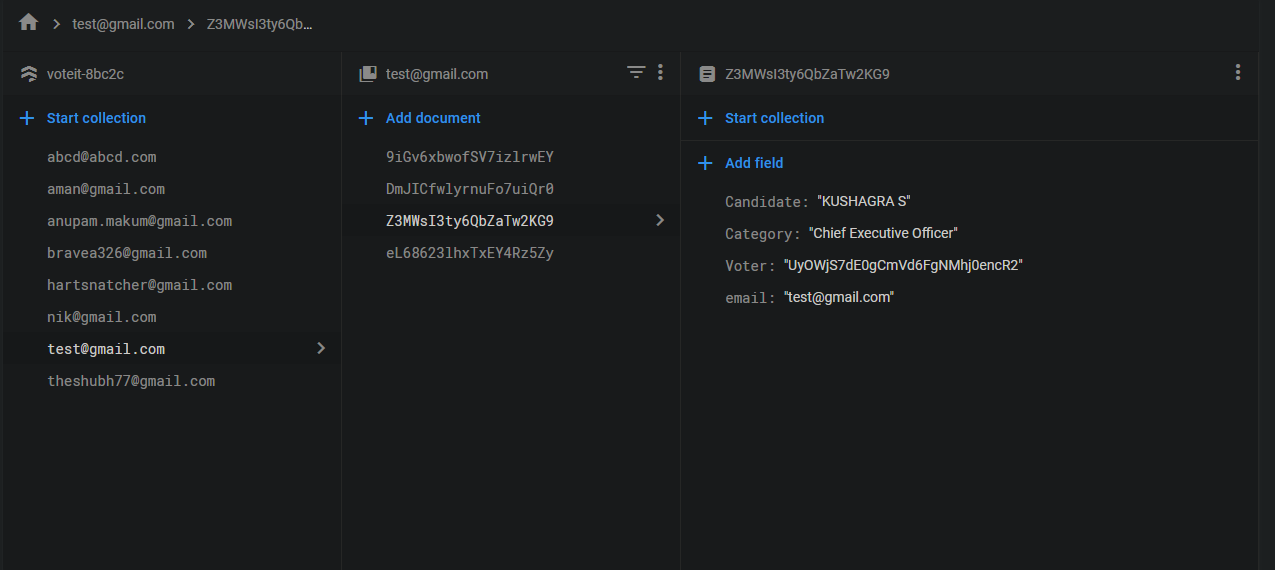 test@gmail.com
Z3MWsI3ty6Qb...
voteit-8bc2c
Start collection
abcd@abcd.com
aman@gmail.com
anupam.makum@gmail.com
bravea326@gmail.com
hartsnatcher@gmail.com
nik@gmail.com
test@gmail.com
theshubh77@gmail.com
test@gmail.com
Add document
9iGv6xbwofSV7izlrwEY
DmJICfwlyrnuFo7uiQr0
Z3MWsI3ty6QbZaTw2KG9
eL68623lhxTxEY4Rz5Zy
Z3MWsI3ty6QbZaTw2KG9
Start collection
Add field
Candidate: "KUSHAGRA S"
Category: "Chief Executive Officer"
Voter: "UyOWjS7dE0gCmVd6FgNMhj0encR2"
email: "test@gmail.com"